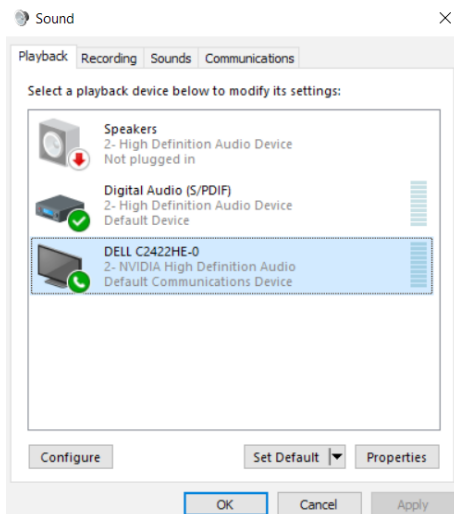 Sound
Playback Recording Sounds Communications
Select a playback device below to modify its settings:
Speakers
2- High Definition Audio Device
Not plugged in
Digital Audio (S/PDIF)
2- High Definition Audio Device
Default Device
DELL C2422HE-0
2- NVIDIA High Definition Audio
Default Communications Device
Configure Set Default Properties
OK Cancel Apply